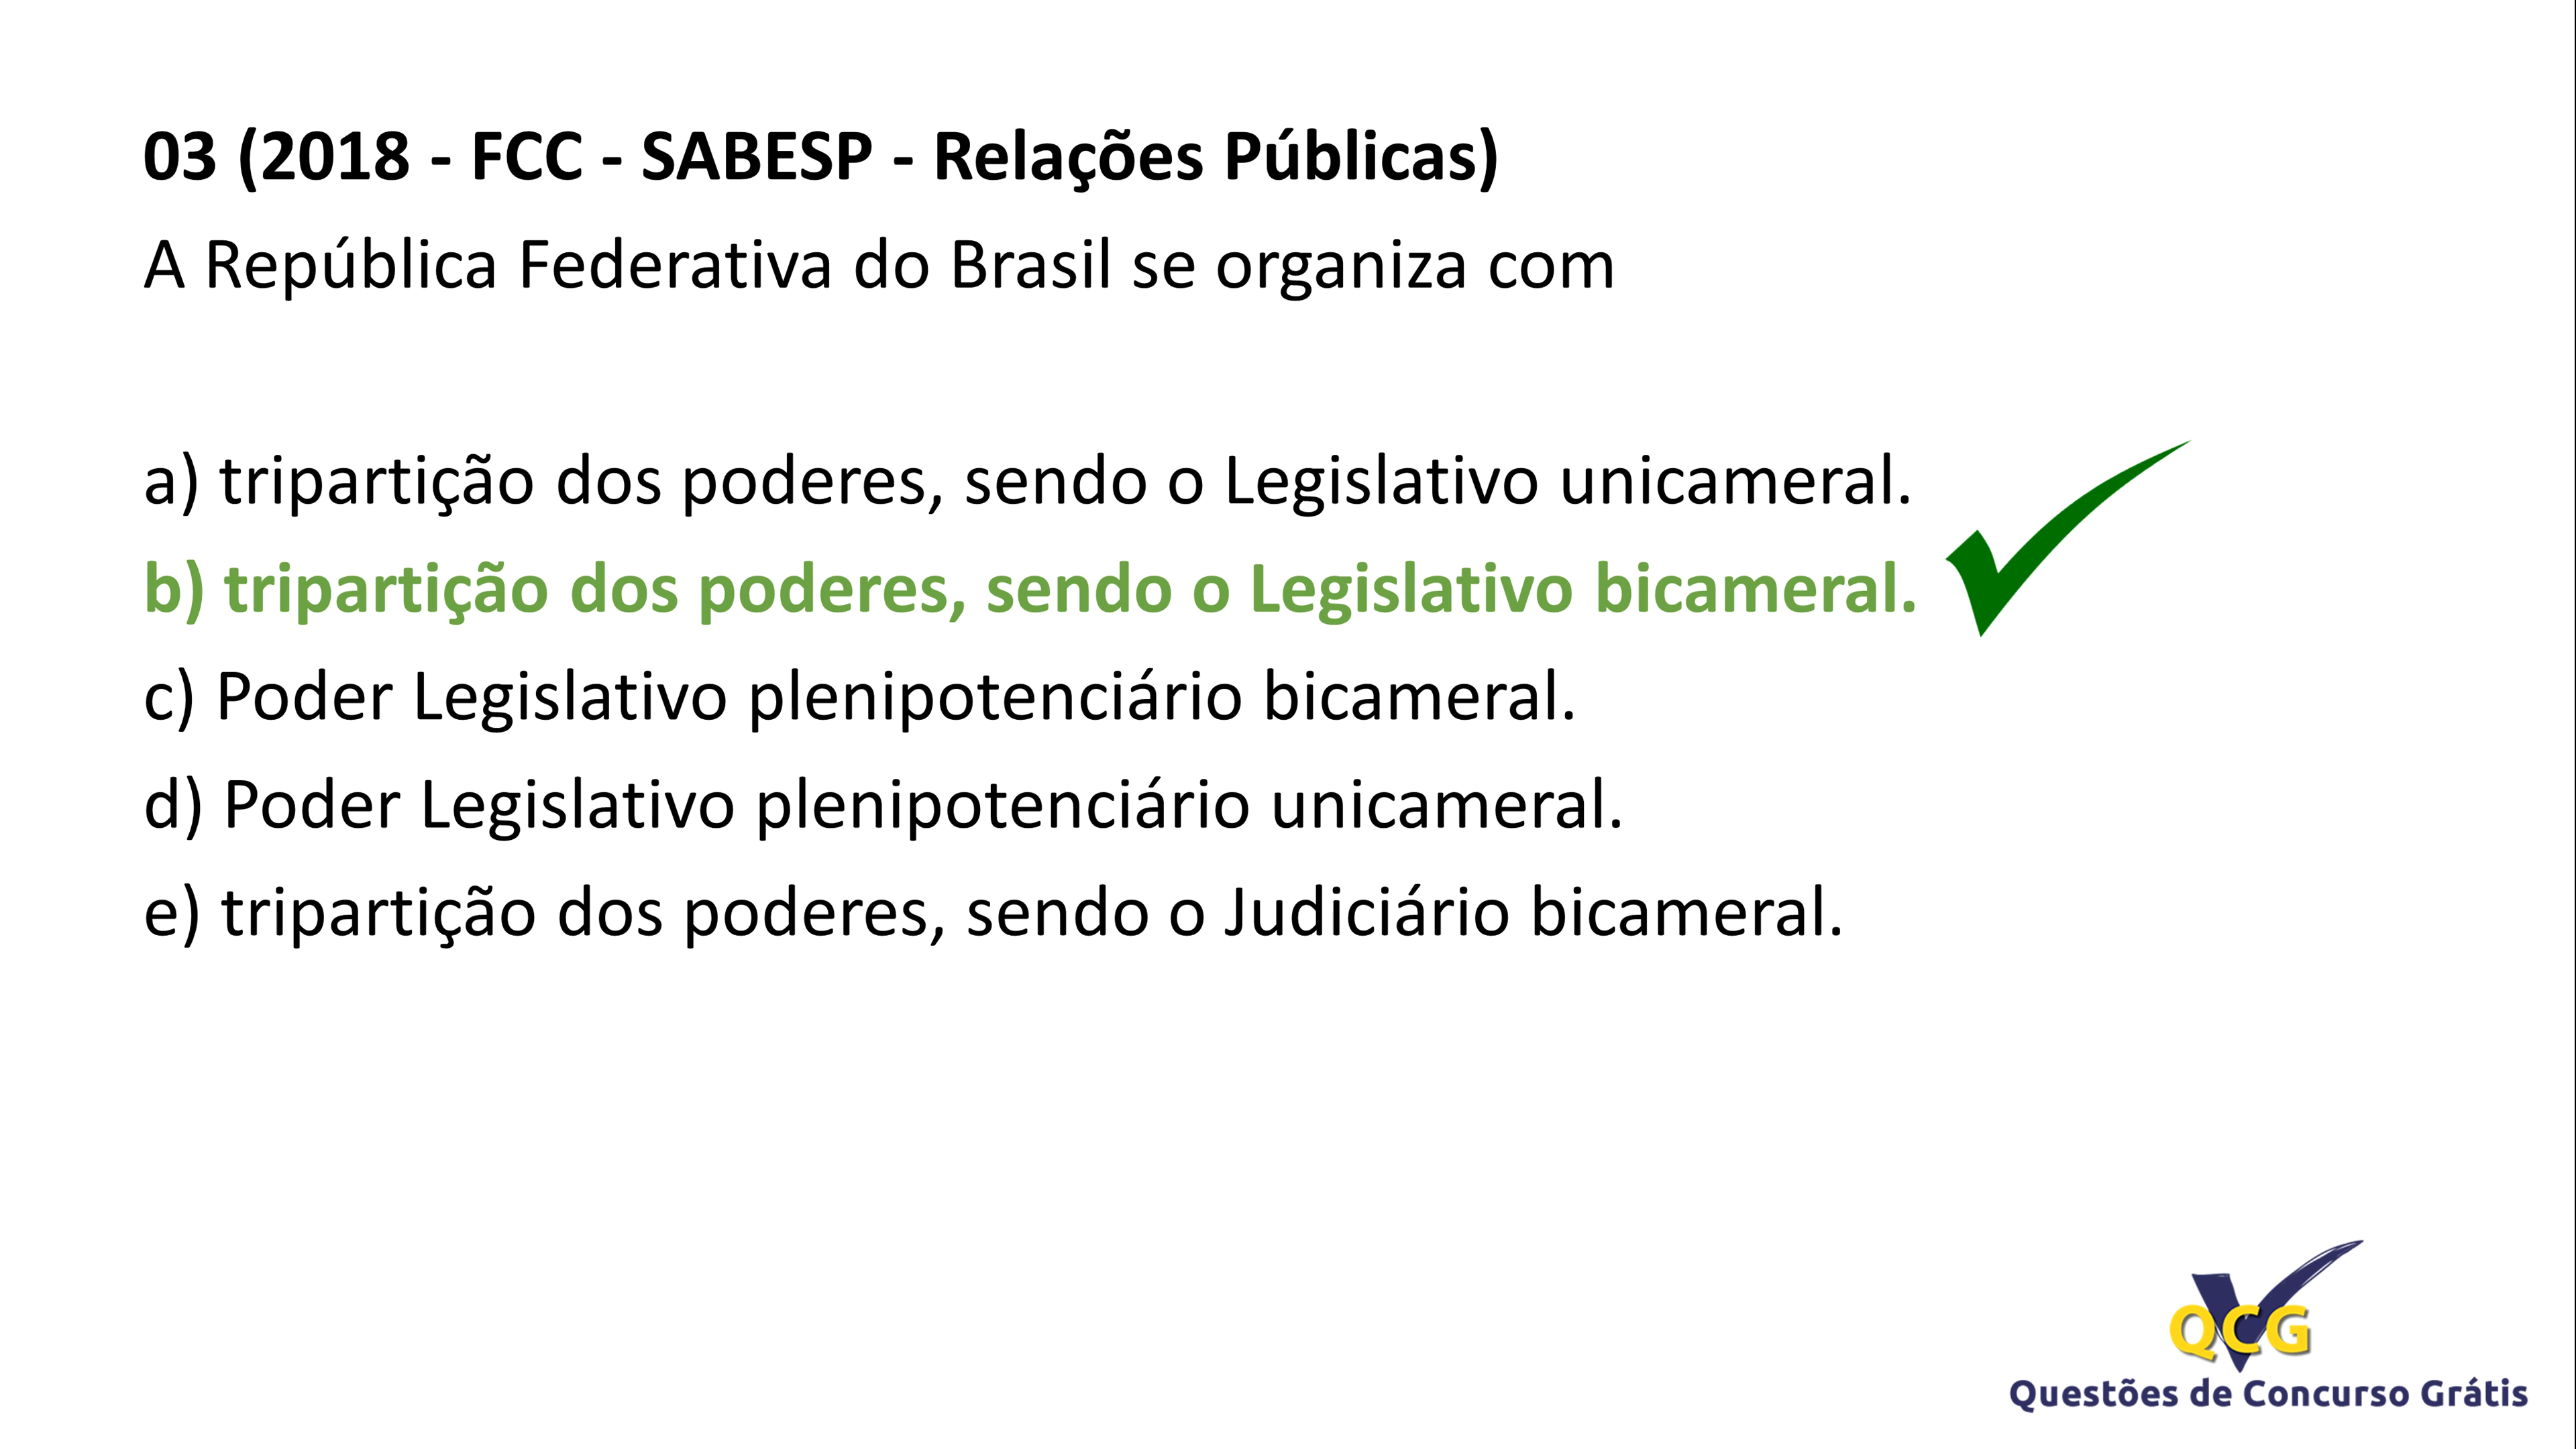 03 (2018 - FCC - SABESP - Relações Públicas)
A República Federativa do Brasil se organiza com
a) tripartição dos poderes, sendo o Legislativo unicameral.
b) tripartição dos poderes, sendo o Legislativo bicameral.
c) Poder Legislativo plenipotenciário bicameral.
d) Poder Legislativo plenipotenciário unicameral.
e) tripartição dos poderes, sendo o Judiciário bicameral.
QCG
Questões de Concurso Grátis